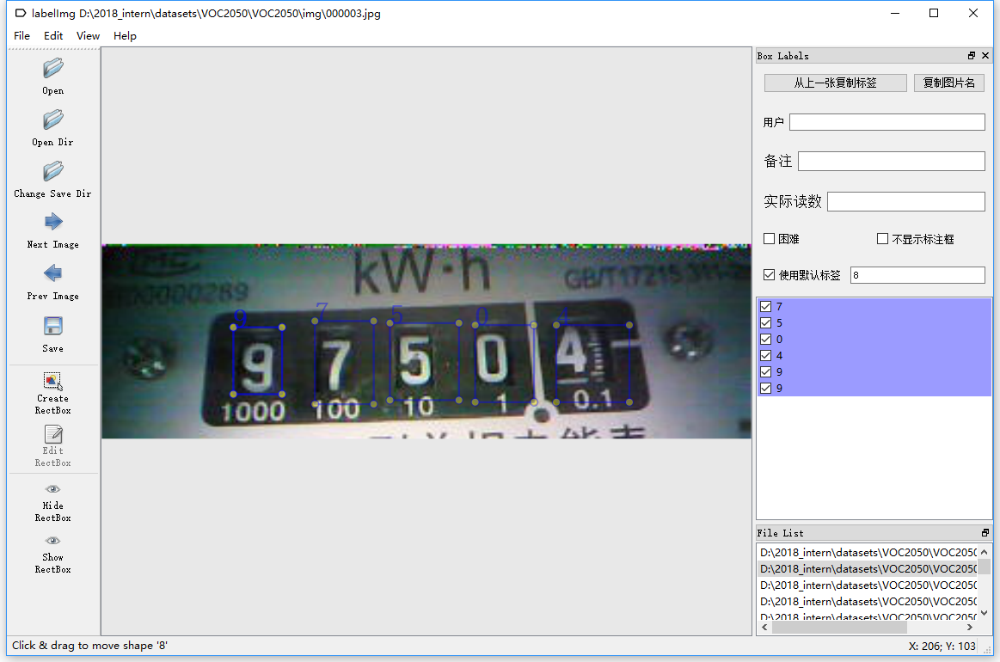 labelImg D:\2018_intern\datasets\VOC2050\VOC2050\img\000003.jpg
File Edit View Help
Open
Open Dir
Change Save Dir
Next Image
Prev Image
Save
Create
RectBox
Edit
RectBox
Hide
RectBox
Show
RectBox
kW·h
GB/T17215
00000289
9 7 5 0 4
9 7 5 0 4
1000 100 10 1 0.1
Box Labels
从上一张复制标签 复制图片名
用户
备注
实际读数
困难 不显示标注框
使用默认标签 8
7
5
0
4
9
9
File List
D:\2018_intern\datasets\VOC2050\VOC2050
D:\2018_intern\datasets\VOC2050\VOC2050
D:\2018_intern\datasets\VOC2050\VOC2050
D:\2018_intern\datasets\VOC2050\VOC2050
D:\2018_intern\datasets\VOC2050\VOC2050
Click & drag to move shape '8'
X: 206; Y: 103